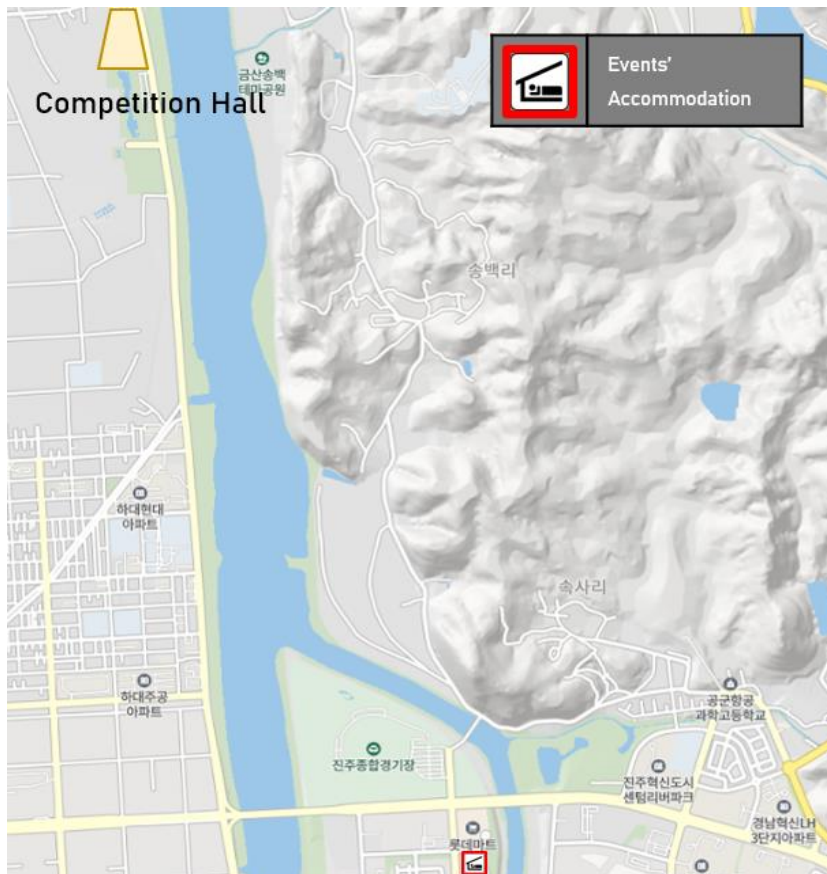 Events'
Accommodation
Competition Hall
금산송백
테마공원
송백리
하대현대
아파트
속사리
하대주공
아파트
공군항공
과학고등학교
진주종합경기장
진주혁신도시
센텀리버파크
경남혁신LH
3단지아파트
롯데마트